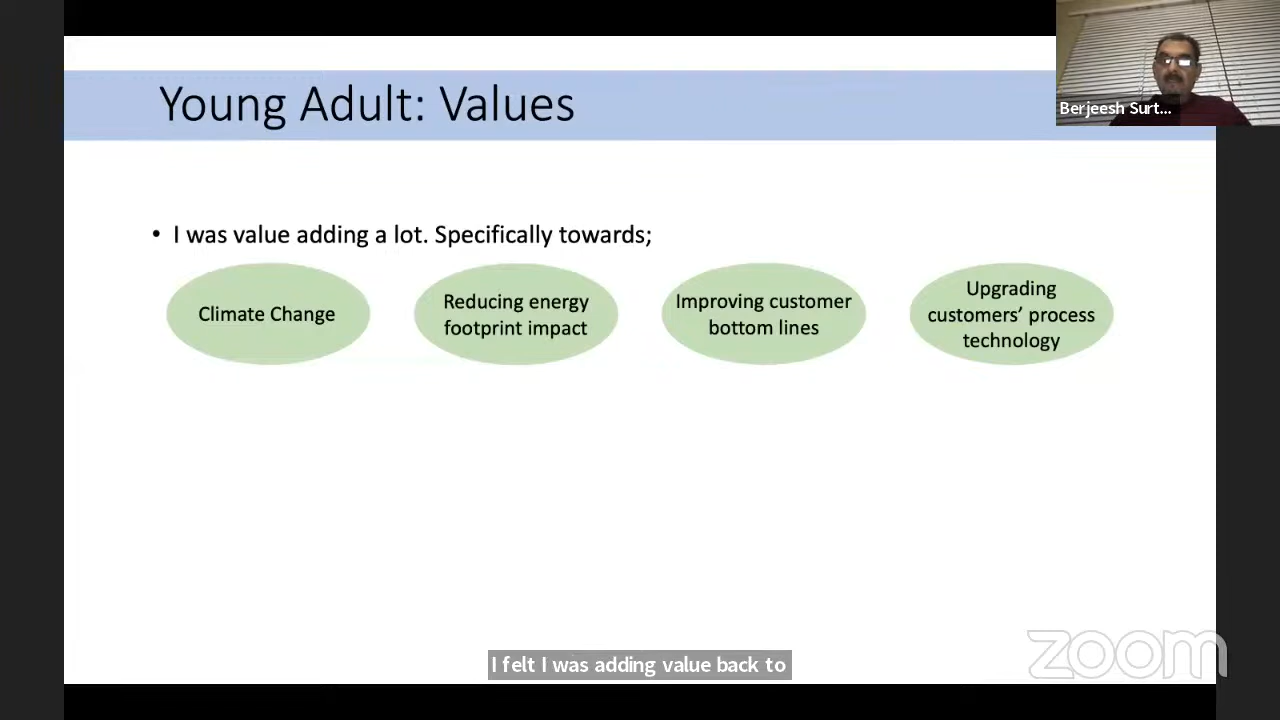 Young Adult: Values
Berjeesh Surt...
• I was value adding a lot. Specifically towards;
Climate Change
Reducing energy
footprint impact
Improving customer
bottom lines
Upgrading
customers’ process
technology
I felt I was adding value back to
zoom